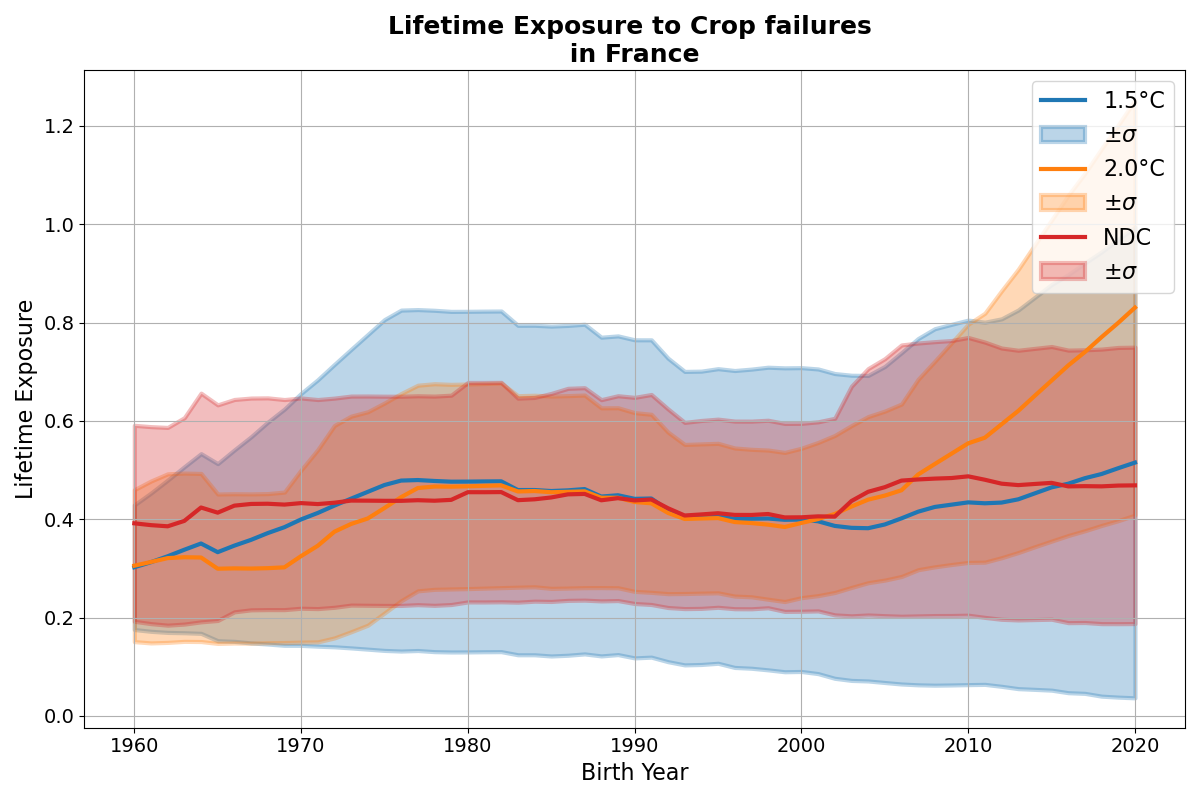 Lifetime Exposure to Crop failures
in France
Lifetime Exposure
1.2
1.0
0.8
0.6
0.4
0.2
0.0
1.5°C
±σ
2.0°C
±σ
NDC
±σ
1960 1970 1980 1990 2000 2010 2020
Birth Year